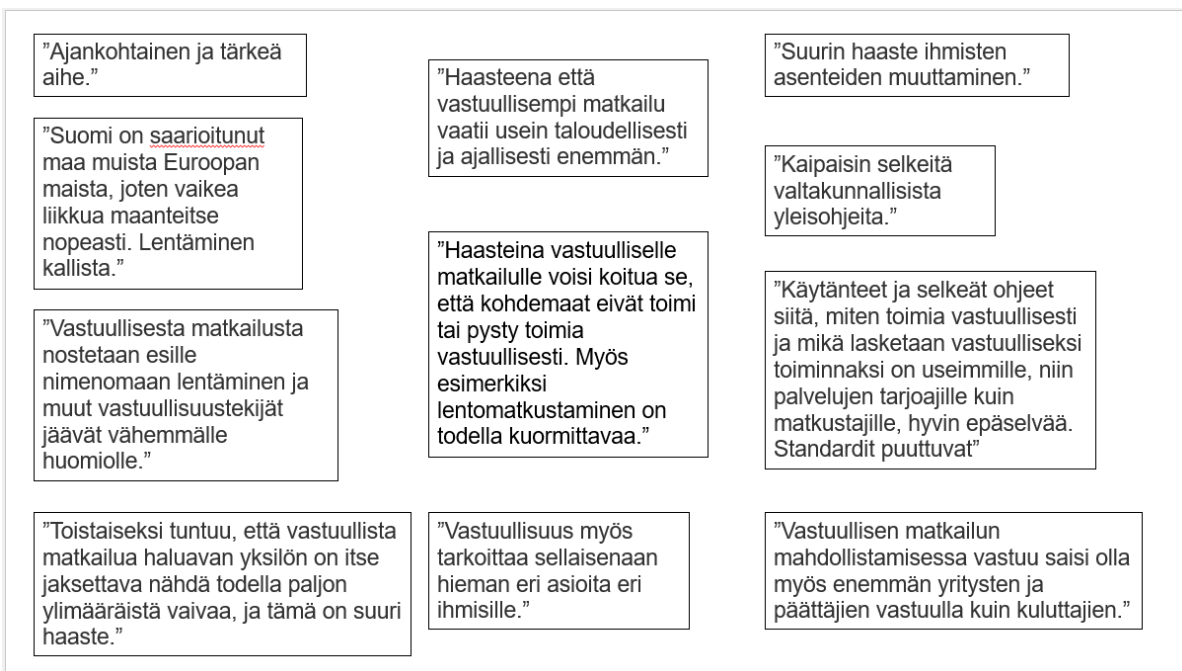 ”Ajankohtainen ja tärkeä
aihe.”
”Suomi on saarioitunut
maa muista Euroopan
maista, joten vaikea
liikkua maanteitse
nopeasti. Lentäminen
kallista.”
”Vastuullisesta matkailusta
nostetaan esille
nimenomaan lentäminen ja
muut vastuullisuustekijät
jäävät vähemmälle
huomiolle.”
”Toistaiseksi tuntuu, että vastuullista
matkailua haluavan yksilön on itse
jaksettava nähdä todella paljon
ylimääräistä vaivaa, ja tämä on suuri
haaste.”
”Haasteena että
vastuullisempi matkailu
vaatii usein taloudellisesti
ja ajallisesti enemmän.”
”Haasteina vastuulliselle
matkailulle voisi koitua se,
että kohdemaat eivät toimi
tai pysty toimia
vastuullisesti. Myös
esimerkiksi
lentomatkustaminen on
todella kuormittavaa.”
”Vastuullisuus myös
tarkoittaa sellaisenaan
hieman eri asioita eri
ihmisille.”
”Suurin haaste ihmisten
asenteiden muuttaminen.”
”Kaipaisin selkeitä
valtakunnallisista
yleisohjeita.”
”Käytänteet ja selkeät ohjeet
siitä, miten toimia vastuullisesti
ja mikä lasketaan vastuulliseksi
toiminnaksi on useimmille, niin
palvelujen tarjoajille kuin
matkustajille, hyvin epäselvää.
Standardit puuttuvat”
”Vastuullisen matkailun
mahdollistamisessa vastuu saisi olla
myös enemmän yritysten ja
päättäjien vastuulla kuin kuluttajien.”